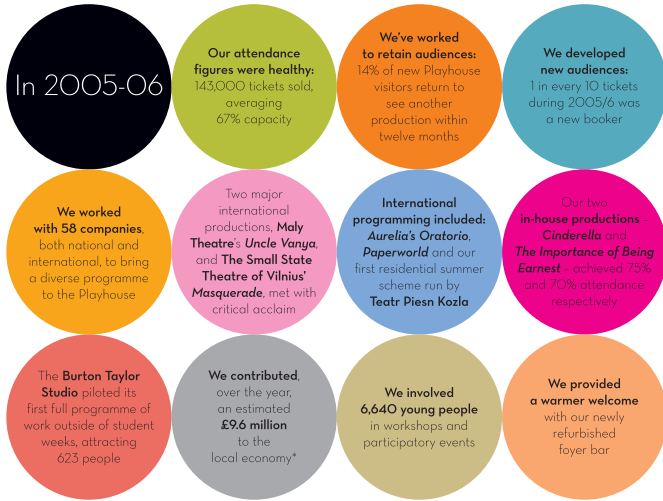 In 2005-06
Our attendance
figures were healthy:
143,000 tickets sold,
averaging
67% capacity
We've worked
to retain audiences:
14% of new Playhouse
visitors return to
see another
production within
twelve months
We developed
new audiences:
1 in every 10 tickets
during 2005/6 was
a new booker
We worked
with 58 companies,
both national and
international, to bring
a diverse programme
to the Playhouse
Two major
international
productions, Maly
Theatre's Uncle Vanya,
and The Small State
Theatre of Vilnius'
Masquerade, met with
critical acclaim
International
programming included:
Aurelia's Oratorio,
Paperworld and our
first residential summer
scheme run by
Teatr Piesn Kozla
Our two
in-house productions –
Cinderella and
The Importance of Being
Earnest – achieved 75%
and 70% attendance
respectively
The Burton Taylor
Studio piloted its
first full programme of
work outside of student
weeks, attracting
623 people
We contributed,
over the year,
an estimated
£9.6 million
to the
local economy*
We involved
6,640 young people
in workshops and
participatory events
We provided
a warmer welcome
with our newly
refurbished
foyer bar